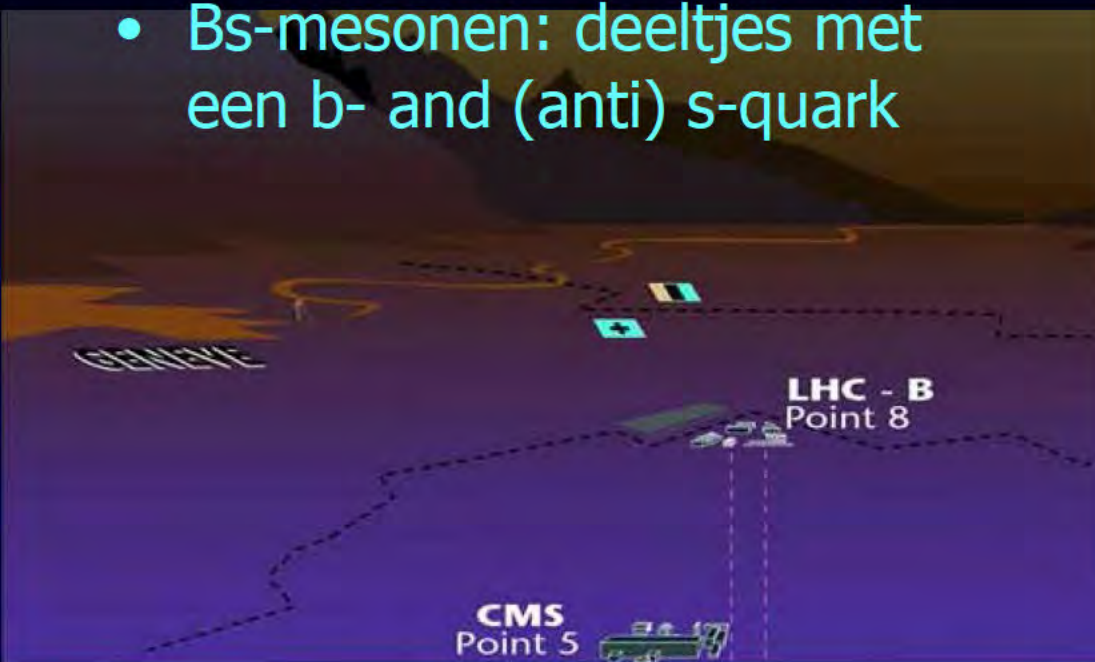 • Bs-mesonen: deeltjes met
een b- and (anti) s-quark
GENEVE
LHC - B
Point 8
CMS
Point 5